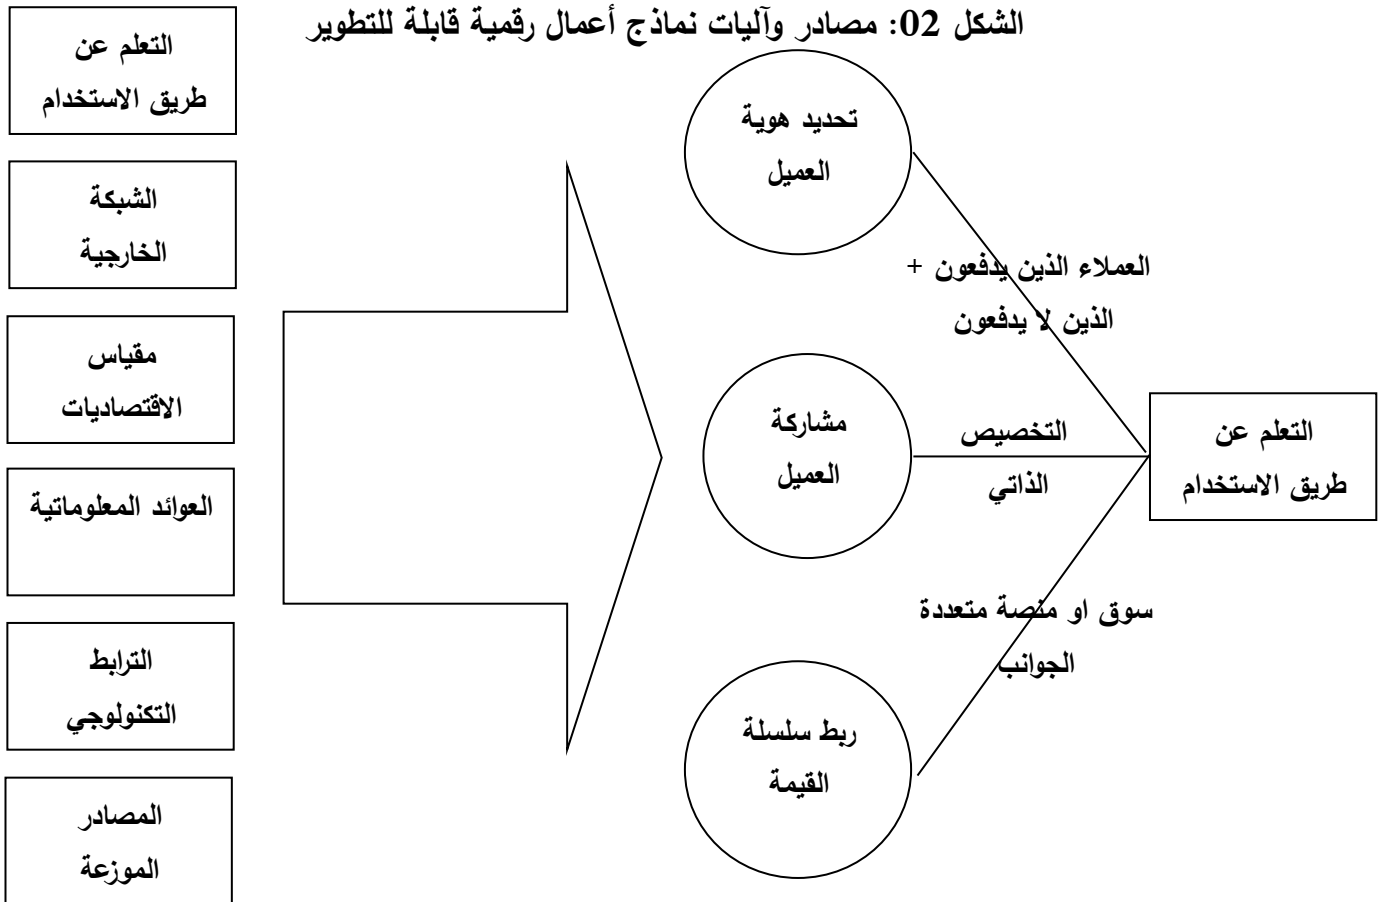 الشكل 02: مصادر وآليات نماذج أعمال رقمية قابلة للتطوير
التعلم عن
طريق الاستخدام
الشبكة
الخارجية
مقياس
الاقتصاديات
العوائد المعلوماتية
الترابط
التكنولوجي
المصادر
الموزعة
تحديد هوية
العميل
مشاركة
العميل
ربط سلسلة
القيمة
العملاء الذين يدفعون +
الذين لا يدفعون
التخصيص
الذاتي
سوق او منصة متعددة
الجوانب
التعلم عن
طريق الاستخدام